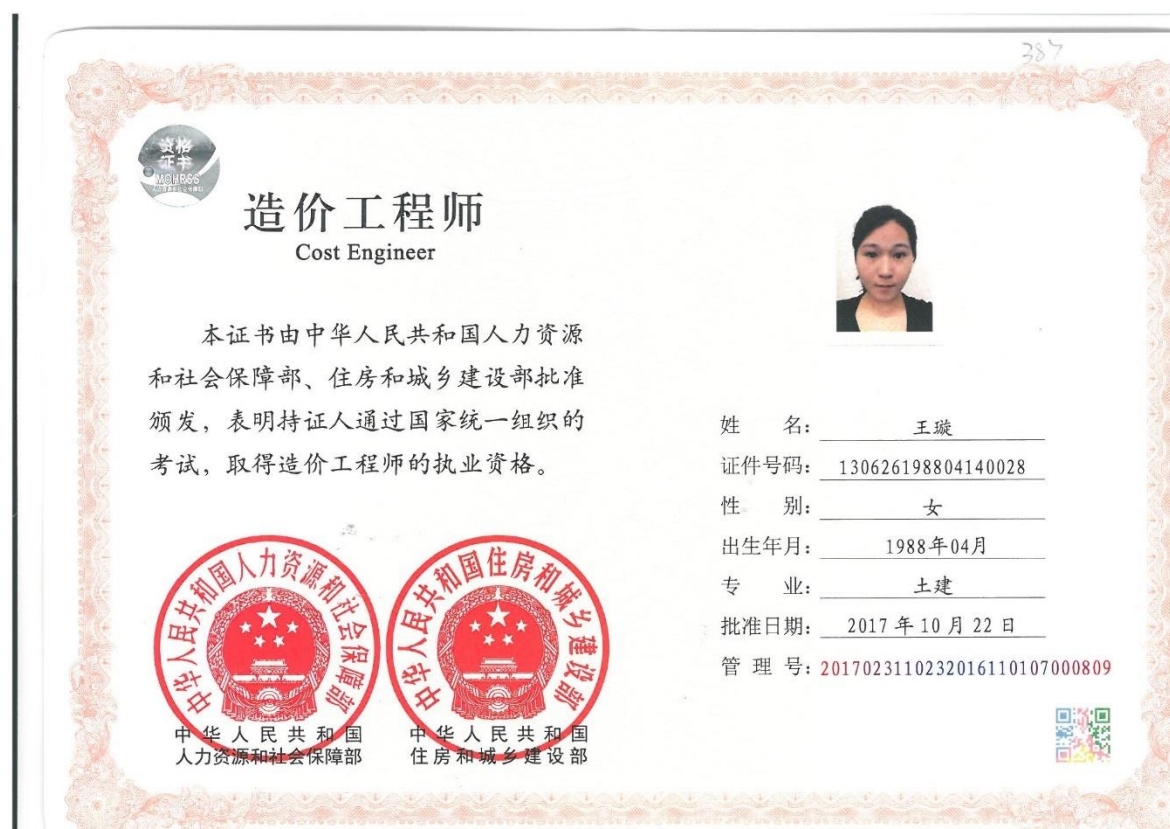 387
资格
证书
MOHRSS
造价工程师
Cost Engineer
本证书由中华人民共和国人力资源
和社会保障部、住房和城乡建设部批准
颁发，表明持证人通过国家统一组织的
考试，取得造价工程师的执业资格。
姓 名： 王璇
证件号码： 130626198804140028
性 别： 女
出生年月： 1988年04月
专 业： 土建
批准日期： 2017 年 10 月 22 日
管 理 号： 2017023110232016110107000809
中华人民共和国人力资源和社会保障部
中华人民共和国住房和城乡建设部
中华人民共和国
人力资源和社会保障部
中华人民共和国
住房和城乡建设部